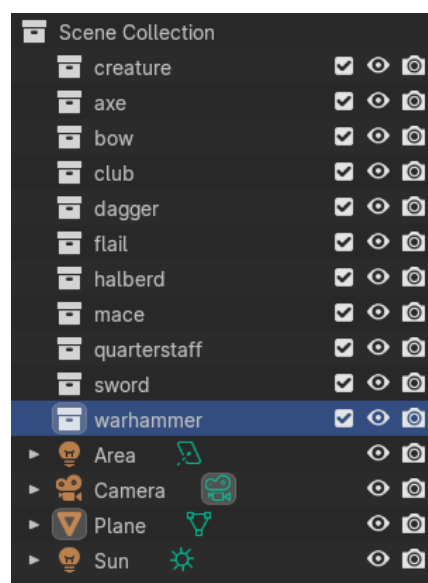 Scene Collection
creature
axe
bow
club
dagger
flail
halberd
mace
quarterstaff
sword
warhammer
Area
Camera
Plane
Sun